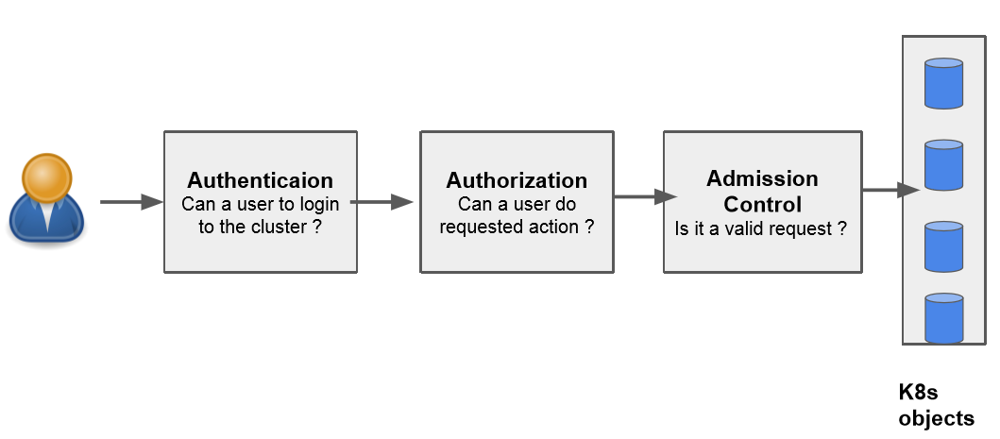 Authenticaion
Can a user to login
to the cluster ?
Authorization
Can a user do
requested action ?
Admission
Control
Is it a valid request ?
K8s
objects